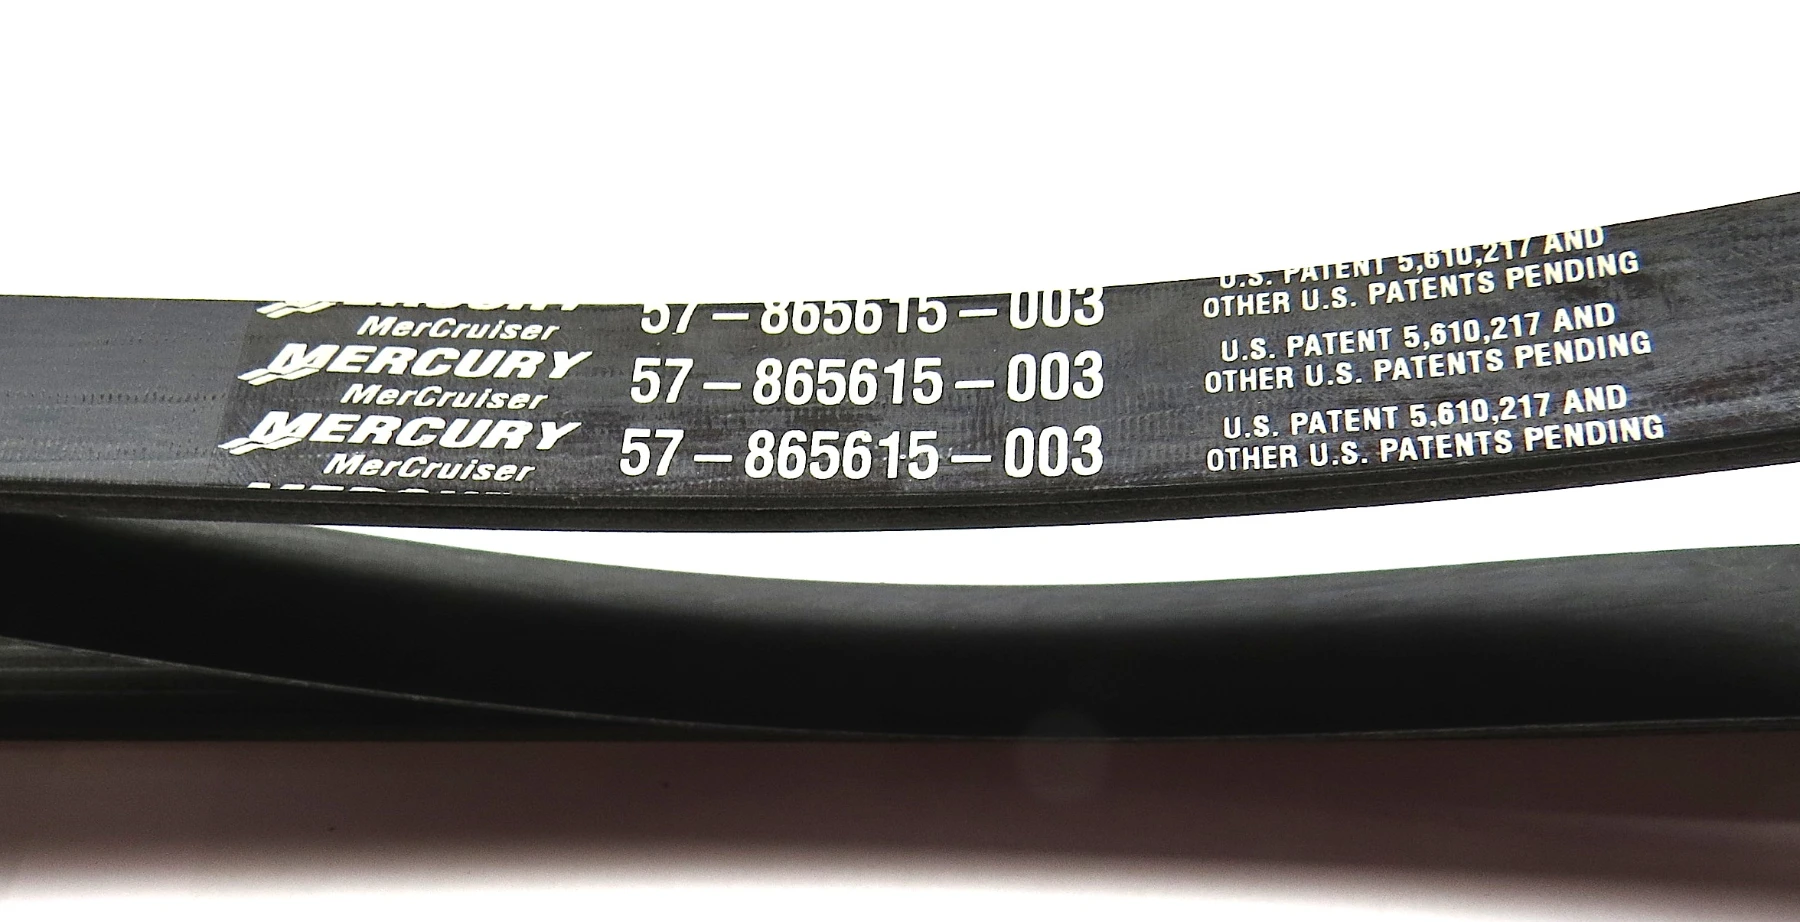 57 – 865615 – 003
U.S. PATENT 5,610,217 AND
OTHER U.S. PATENTS PENDING
MerCruiser
MERCURY
57 – 865615 – 003
U.S. PATENT 5,610,217 AND
OTHER U.S. PATENTS PENDING
MerCruiser
MERCURY
57 – 865615 – 003
U.S. PATENT 5,610,217 AND
OTHER U.S. PATENTS PENDING
MerCruiser